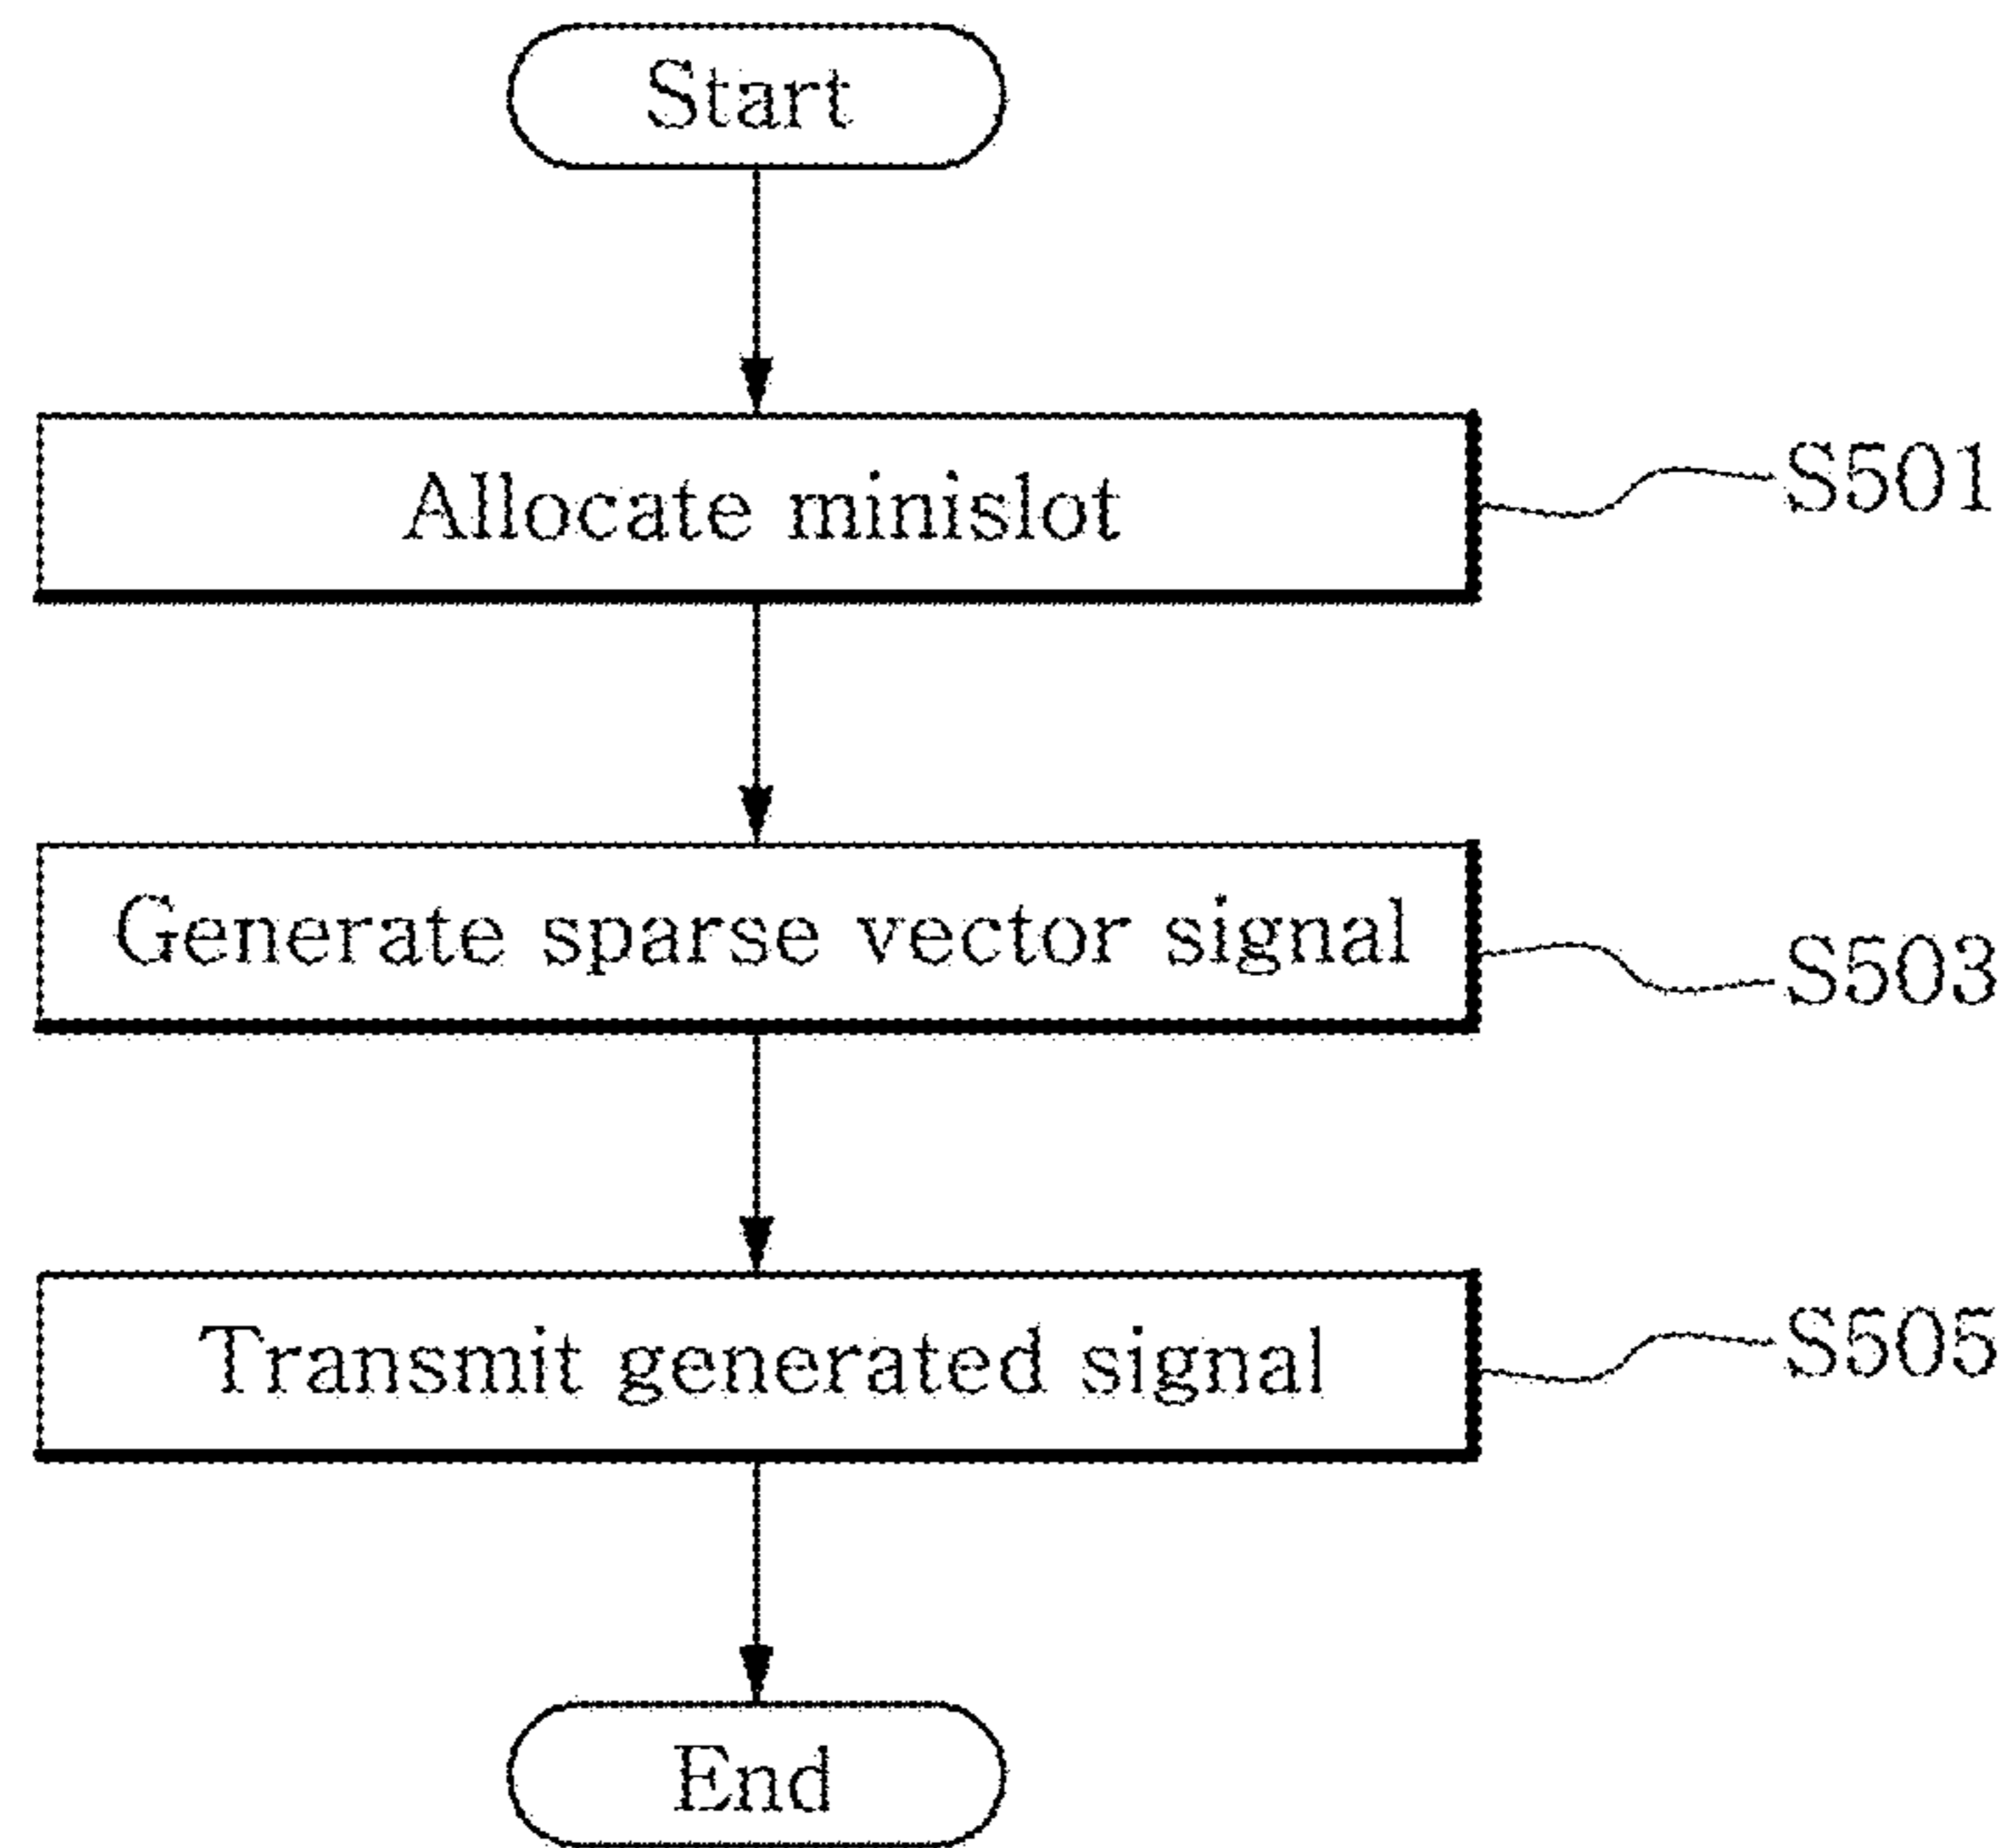 Start
Allocate minislot
S501
Generate sparse vector signal
S503
Transmit generated signal
S505
End